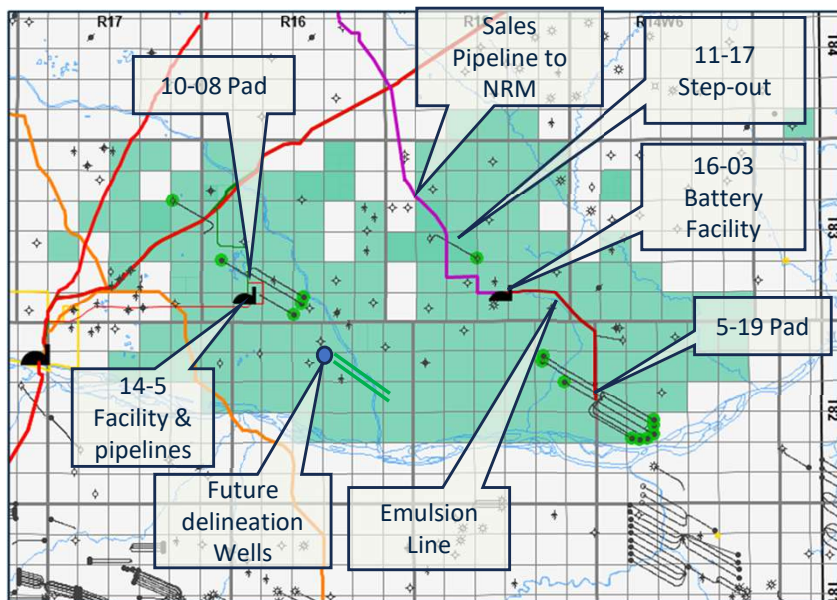 R17
R16
R14W6
Sales
Pipeline to
NRM
11-17
Step-out
10-08 Pad
16-03
Battery
Facility
5-19 Pad
14-5
Facility &
pipelines
Future
delineation
Wells
Emulsion
Line
T84
T83
T82